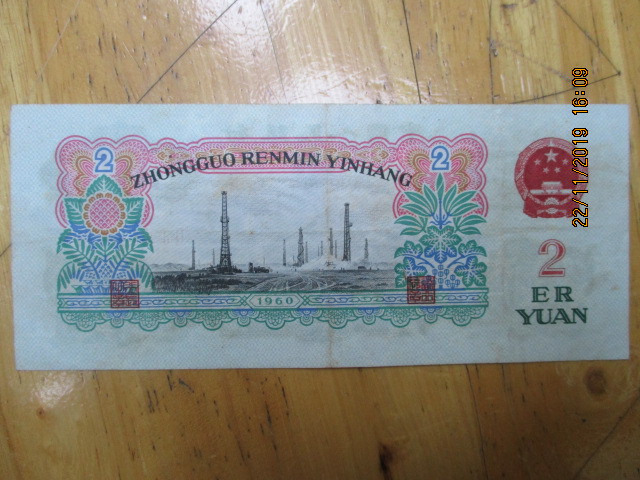 2
2
ZHONGGUO RENMIN YINHANG
1960
2
ER
YUAN
22/11/2019 16:09